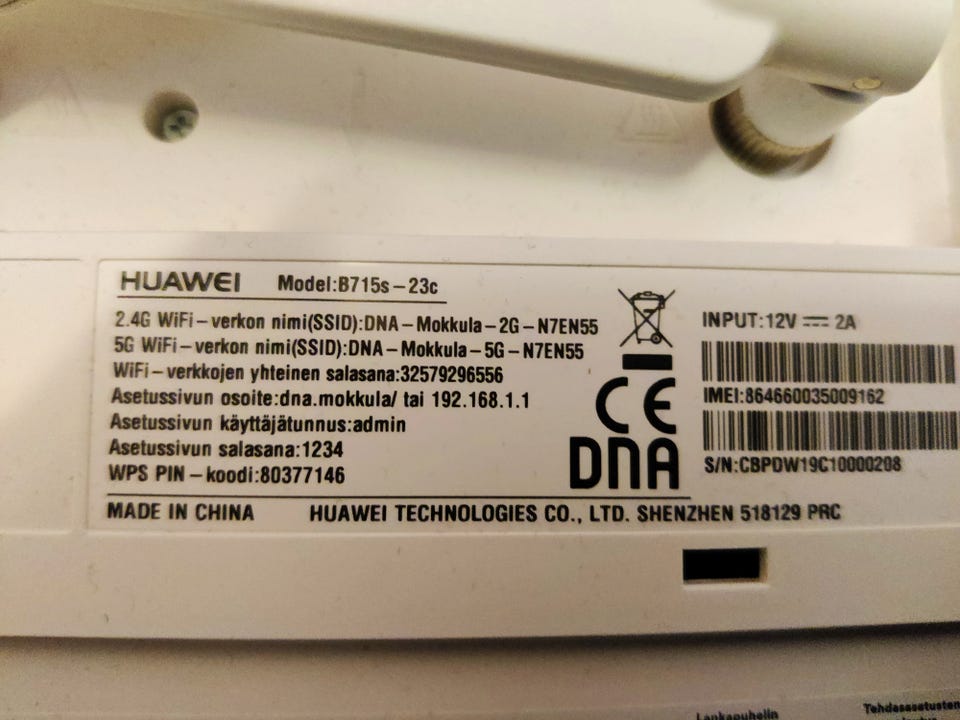 HUAWEI Model:B715s-23c
2.4G WiFi-verkon nimi(SSID):DNA-Mokkula-2G-N7EN55
5G WiFi-verkon nimi(SSID):DNA-Mokkula-5G-N7EN55
WiFi-verkkojen yhteinen salasana:32579296556
Asetussivun osoite:dna.mokkula/ tai 192.168.1.1
Asetussivun käyttäjätunnus:admin
Asetussivun salasana:1234
WPS PIN-koodi:80377146
CE
DNA
INPUT:12V ⎓ 2A
IMEI:864660035009162
S/N:CBPDW19C10000208
MADE IN CHINA HUAWEI TECHNOLOGIES CO., LTD. SHENZHEN 518129 PRC
Lankapuhelin
Tehdasasetusten